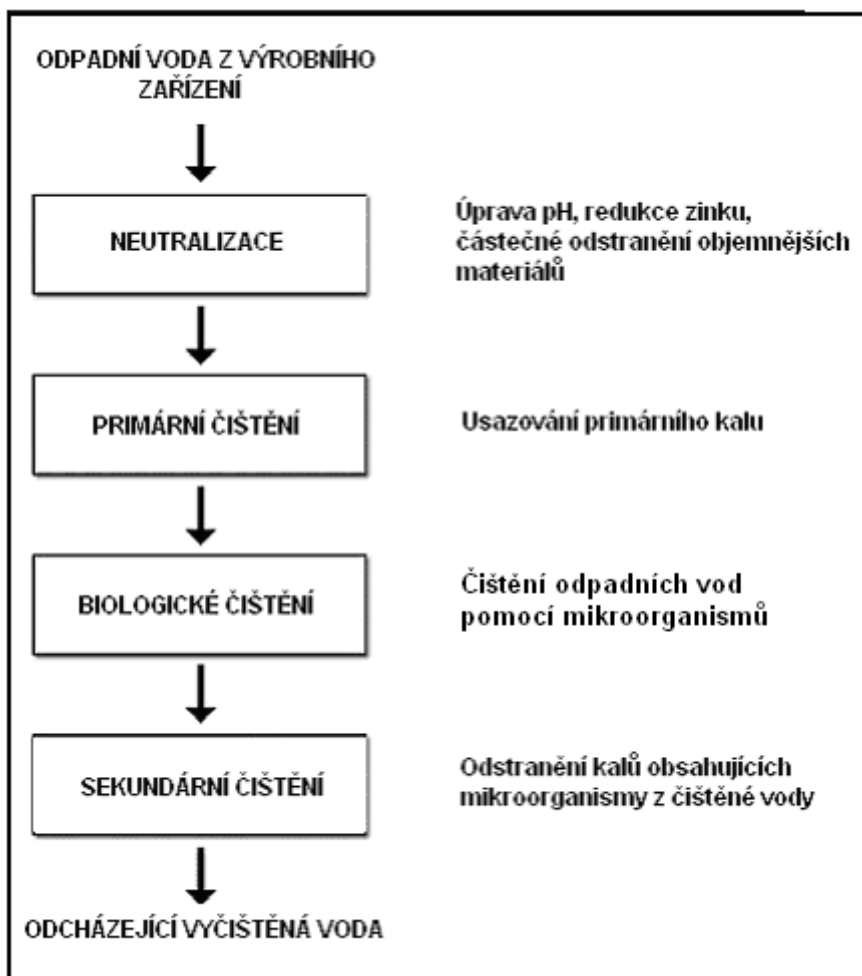 ODPADNÍ VODA Z VÝROBNÍHO
ZAŘÍZENÍ
NEUTRALIZACE
Úprava pH, redukce zinku,
částečné odstranění objemnějších
materiálů
PRIMÁRNÍ ČIŠTĚNÍ
Usazování primárního kalu
BIOLOGICKÉ ČIŠTĚNÍ
Čištění odpadních vod
pomocí mikroorganismů
SEKUNDÁRNÍ ČIŠTĚNÍ
Odstranění kalů obsahujících
mikroorganismy z čištěné vody
ODCHÁZEJÍCÍ VYČIŠTĚNÁ VODA